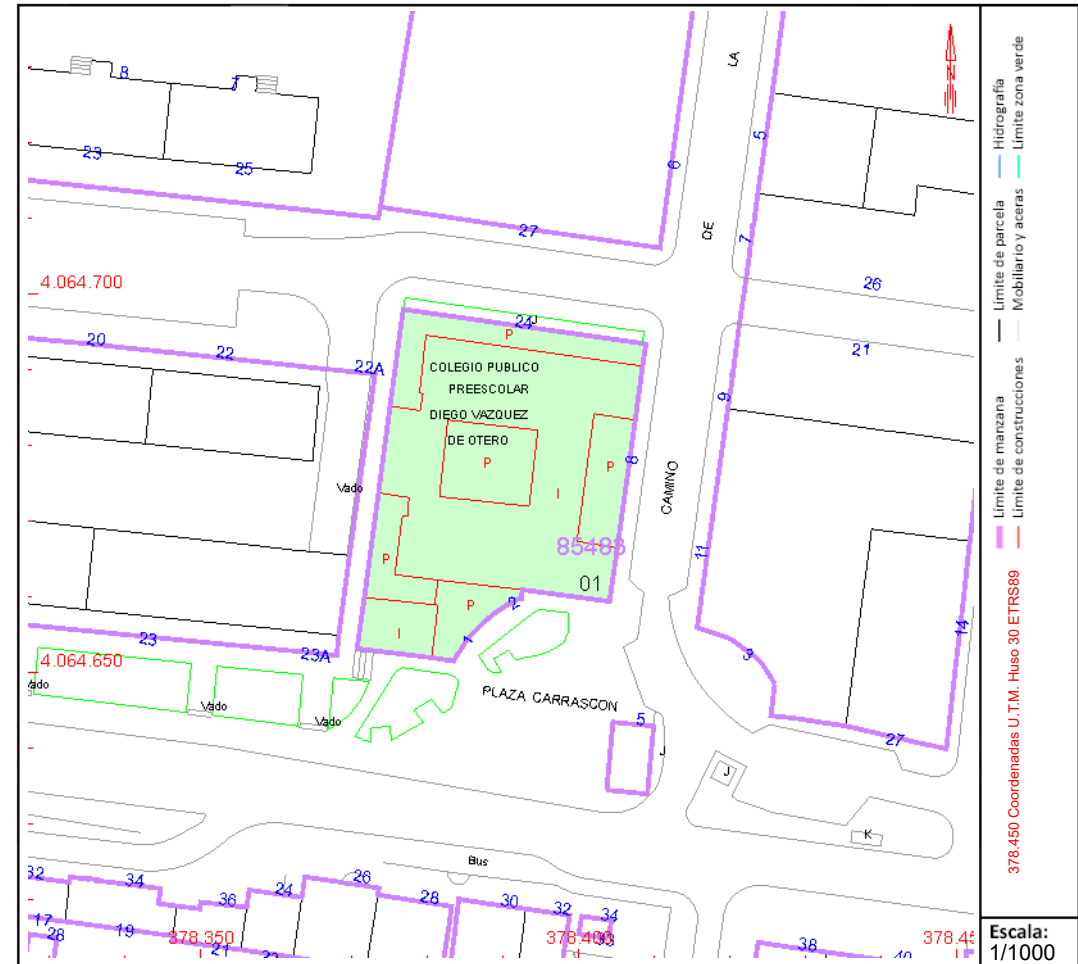 LA
8
7
23
25
6
5
27
DE
7
4.064.700
26
24
J
P
21
20
22
22A
COLEGIO PUBLICO
PREESCOLAR
DIEGO VAZQUEZ
DE OTERO
9
P
8
P
I
CAMINO
Vado
85483
11
P
01
P
2
1
I
14
23
23A
3
4.064.650
Vado
Vado
Vado
PLAZA CARRASCON
5
J
27
J
K
Bus
32
34
36
24
26
28
30
32
34
17
19
21
28
378.350
378.400
38
40
378.45
Hidrografía
Límite zona verde
Límite de parcela
Mobiliario y aceras
Límite de manzana
Límite de construcciones
378.450 Coordenadas U.T.M. Huso 30 ETRS89
Escala:
1/1000